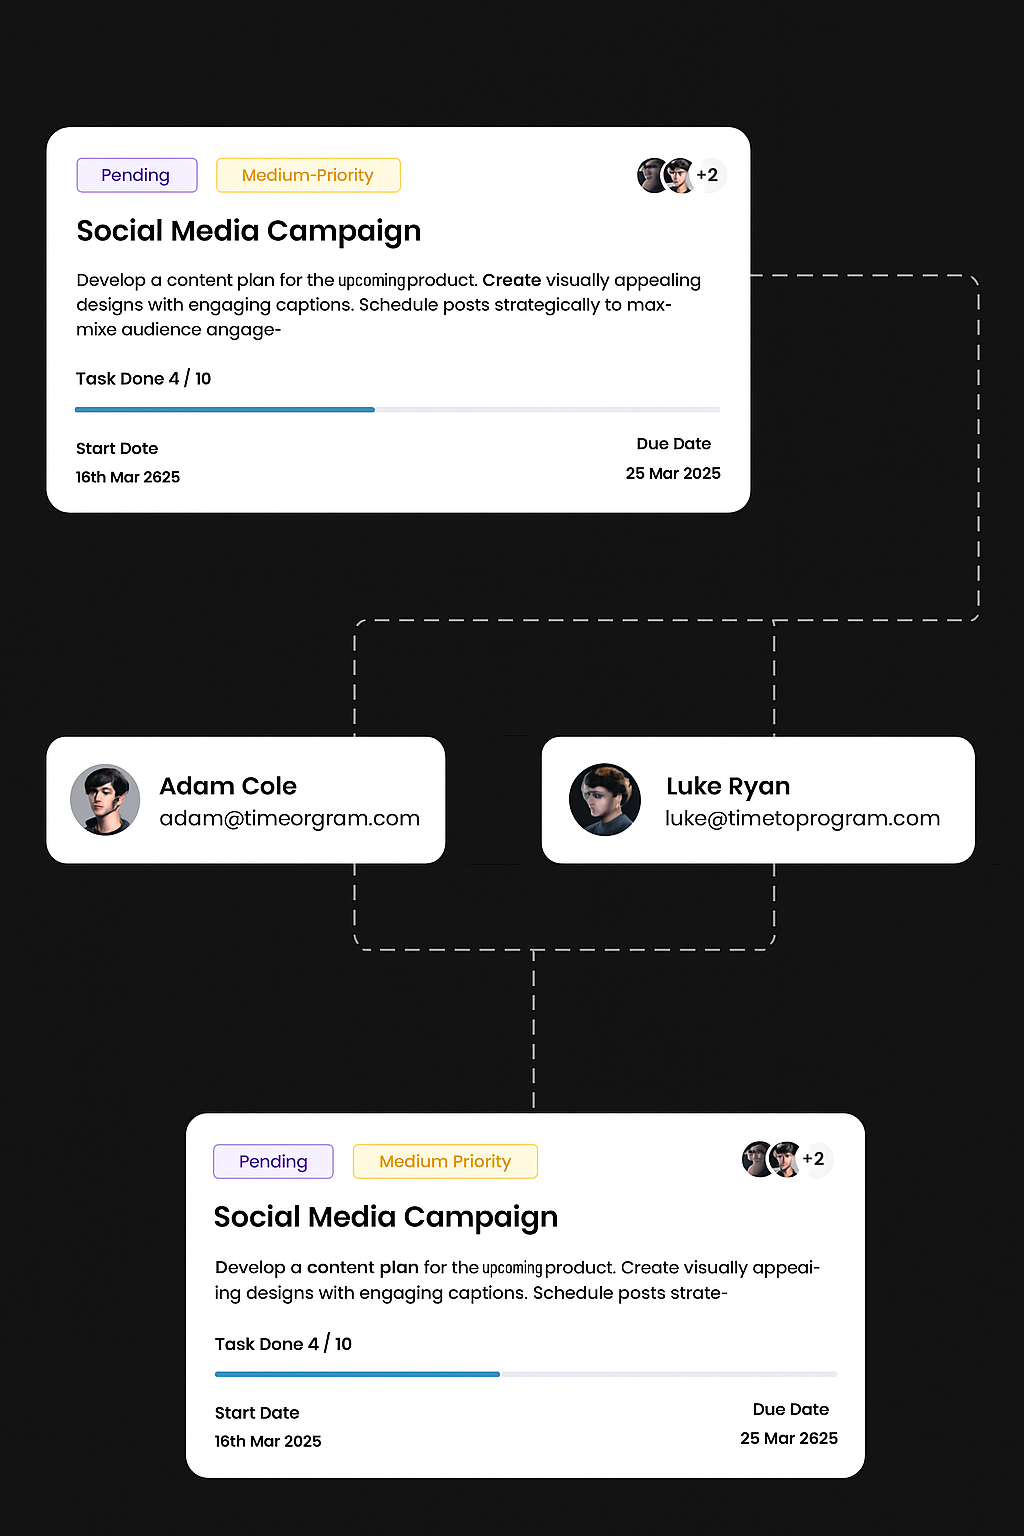 Pending
Medium-Priority
+2
Social Media Campaign
Develop a content plan for the upcoming product. Create visually appealing
designs with engaging captions. Schedule posts strategically to max-
mixe audience angage-
Task Done 4 / 10
Start Dote
Due Date
16th Mar 2625
25 Mar 2025
Adam Cole
adam@timeorgram.com
Luke Ryan
luke@timetoprogram.com
Pending
Medium Priority
+2
Social Media Campaign
Develop a content plan for the upcoming product. Create visually appeai-
ing designs with engaging captions. Schedule posts strate-
Task Done 4 / 10
Start Date
Due Date
16th Mar 2025
25 Mar 2625